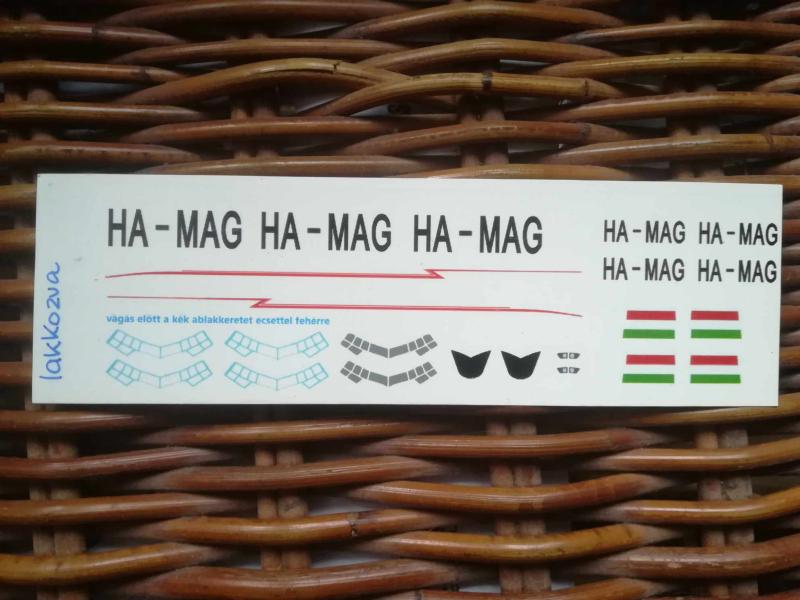 lakkozva
HA-MAG HA-MAG HA-MAG
HA-MAG HA-MAG
HA-MAG HA-MAG
vágás előtt a kék ablakkeretet ecsettel fehérre